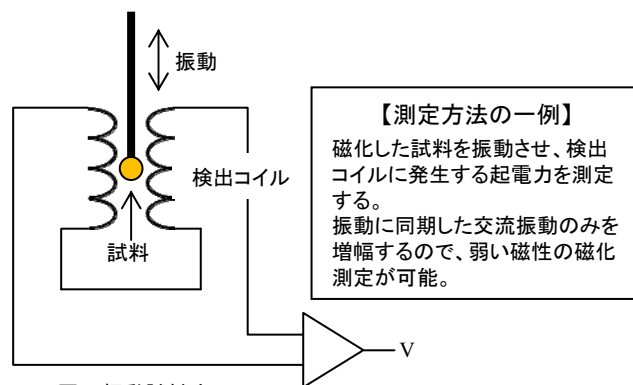 振動
検出コイル
試料
【測定方法の一例】
磁化した試料を振動させ、検出
コイルに発生する起電力を測定
する。
振動に同期した交流振動のみを
増幅するので、弱い磁性の磁化
測定が可能。
V